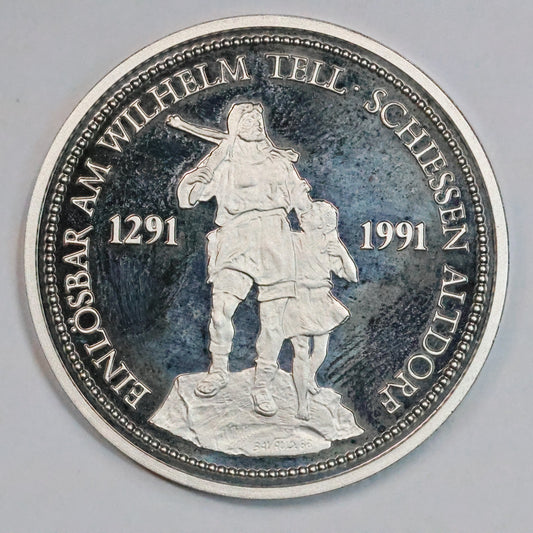 EINLÖSBAR AM WILHELM TELL · SCHIESSEN ALTDORF
1291
1991